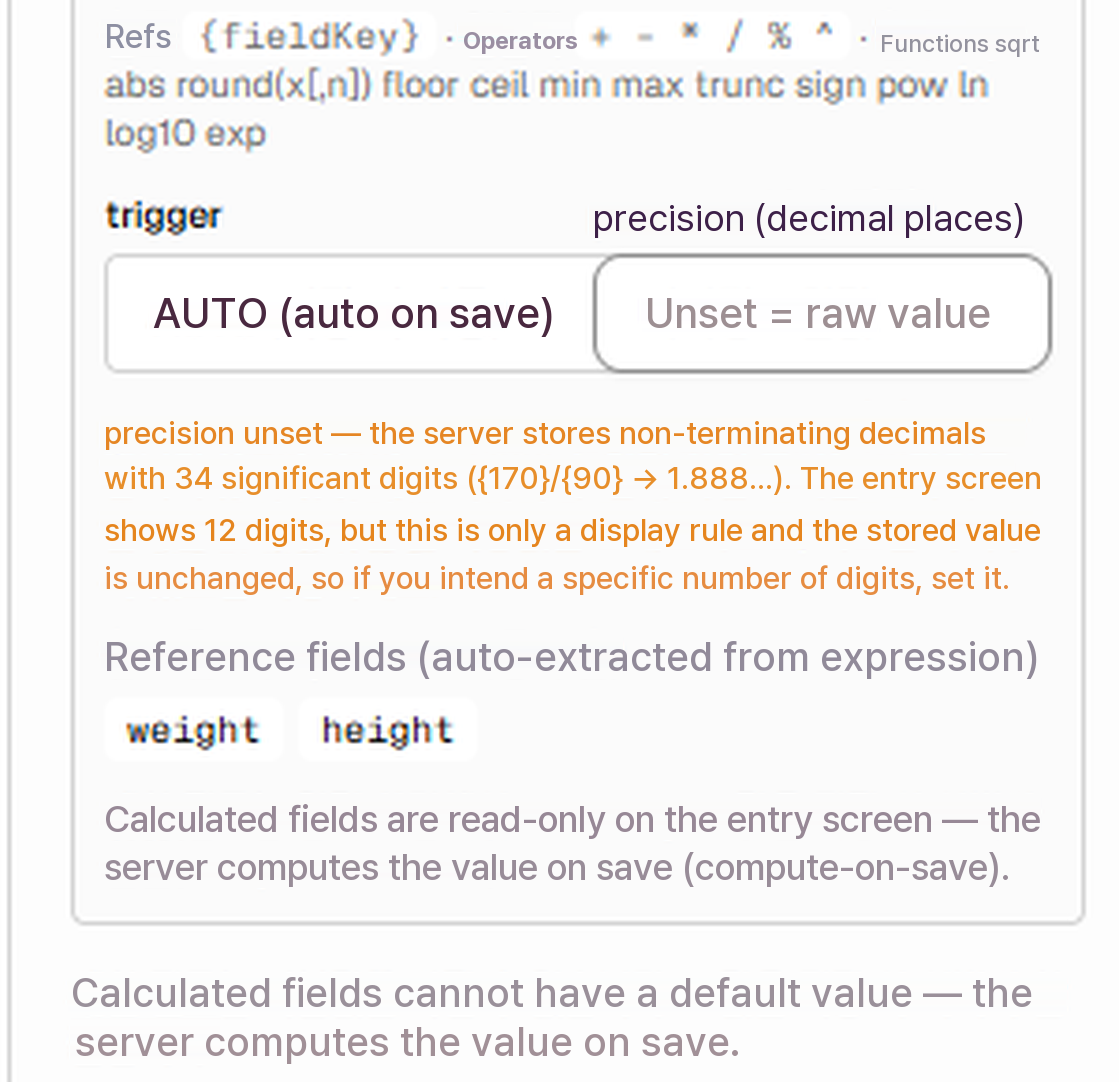 Refs {fieldKey} · Operators + - * / % ^ · Functions sqrt
abs round(x[,n]) floor ceil min max trunc sign pow ln
log10 exp
trigger precision (decimal places)
AUTO (auto on save) Unset = raw value
precision unset — the server stores non-terminating decimals
with 34 significant digits ({170}/{90} → 1.888...). The entry screen
shows 12 digits, but this is only a display rule and the stored value
is unchanged, so if you intend a specific number of digits, set it.
Reference fields (auto-extracted from expression)
weight height
Calculated fields are read-only on the entry screen — the
server computes the value on save (compute-on-save).
Calculated fields cannot have a default value — the
server computes the value on save.